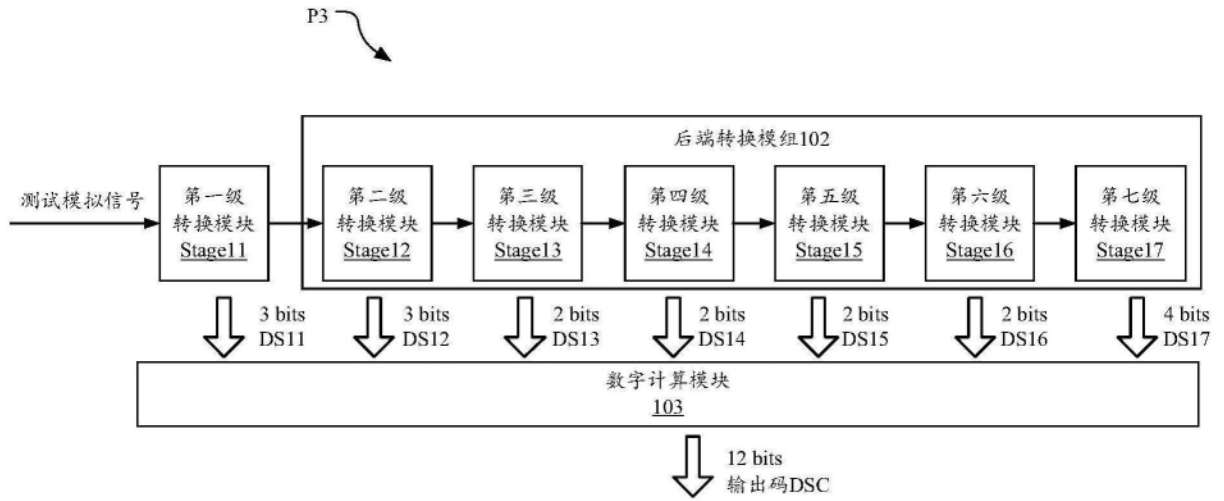 P3
后端转换模组102
测试模拟信号
第一级
转换模块
Stage11
第二级
转换模块
Stage12
第三级
转换模块
Stage13
第四级
转换模块
Stage14
第五级
转换模块
Stage15
第六级
转换模块
Stage16
第七级
转换模块
Stage17
3 bits
DS11
3 bits
DS12
2 bits
DS13
2 bits
DS14
2 bits
DS15
2 bits
DS16
4 bits
DS17
数字计算模块
103
12 bits
输出码DSC